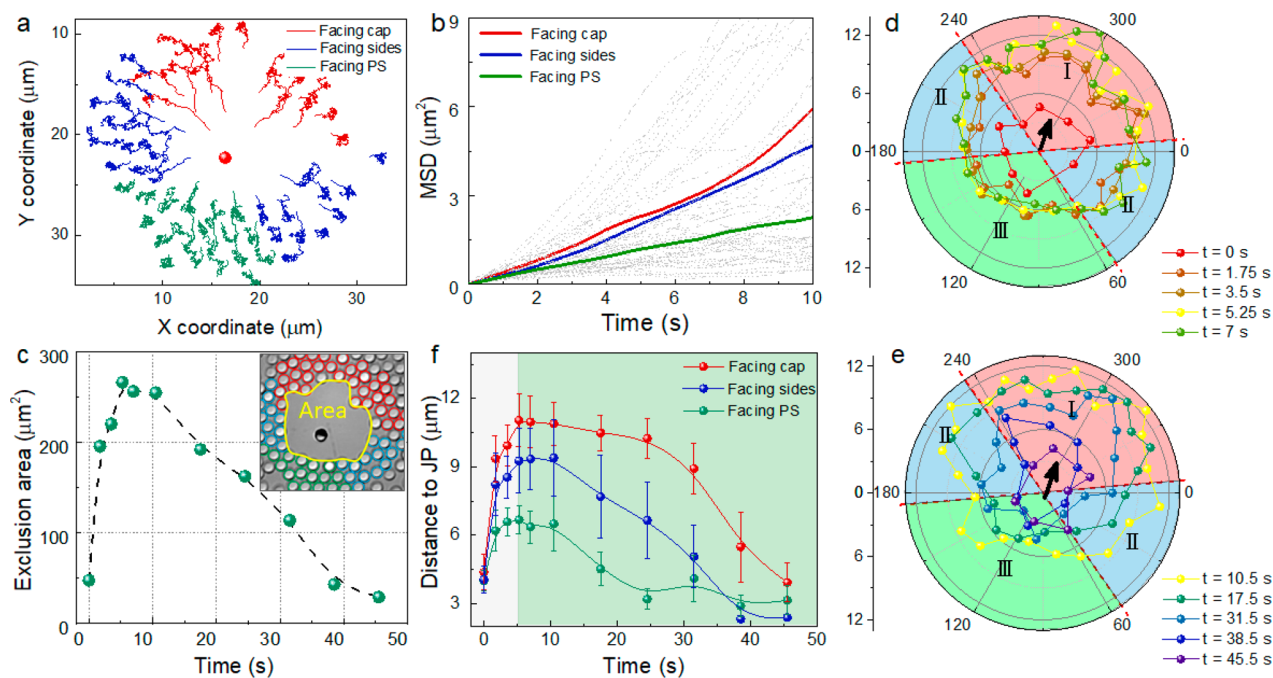 a
Facing cap
Facing sides
Facing PS
10
20
30
10
20
30
Y coordinate (μm)
X coordinate (μm)
b
9
6
3
0
Facing cap
Facing sides
Facing PS
MSD (μm²)
0
2
4
6
8
10
Time (s)
d
12
6
0
6
12
240
300
180
0
120
60
I
II
II
III
t = 0 s
t = 1.75 s
t = 3.5 s
t = 5.25 s
t = 7 s
c
300
200
100
0
Exclusion area (μm²)
Area
0
10
20
30
40
50
Time (s)
f
12
9
6
3
Distance to JP (μm)
Facing cap
Facing sides
Facing PS
0
10
20
30
40
50
Time (s)
e
12
6
0
6
12
240
300
180
0
120
60
I
II
II
III
t = 10.5 s
t = 17.5 s
t = 31.5 s
t = 38.5 s
t = 45.5 s